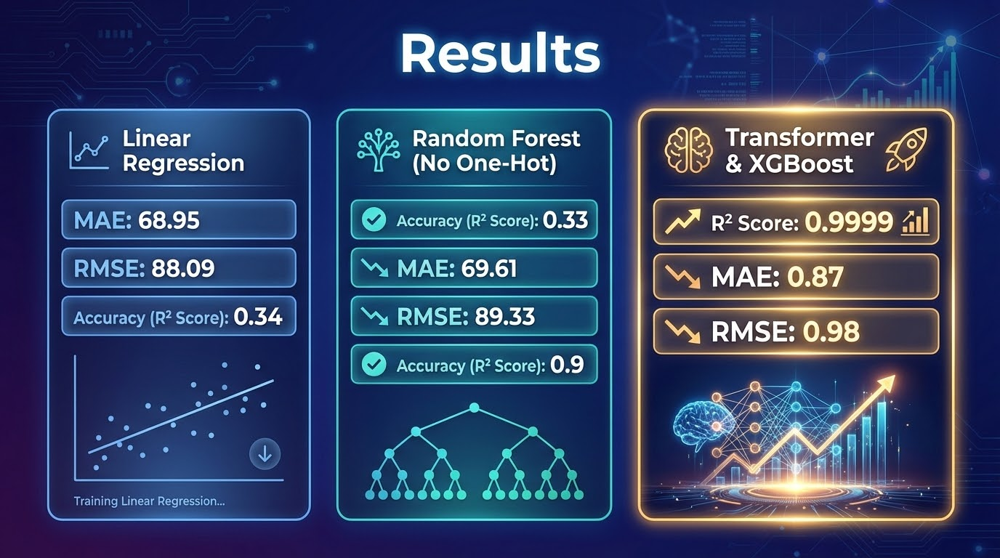 Results
Linear
Regression
MAE: 68.95
RMSE: 88.09
Accuracy (R² Score): 0.34
Training Linear Regression...
Random Forest
(No One-Hot)
Accuracy (R² Score): 0.33
MAE: 69.61
RMSE: 89.33
Accuracy (R² Score): 0.9
Transformer
& XGBoost
R² Score: 0.9999
MAE: 0.87
RMSE: 0.98